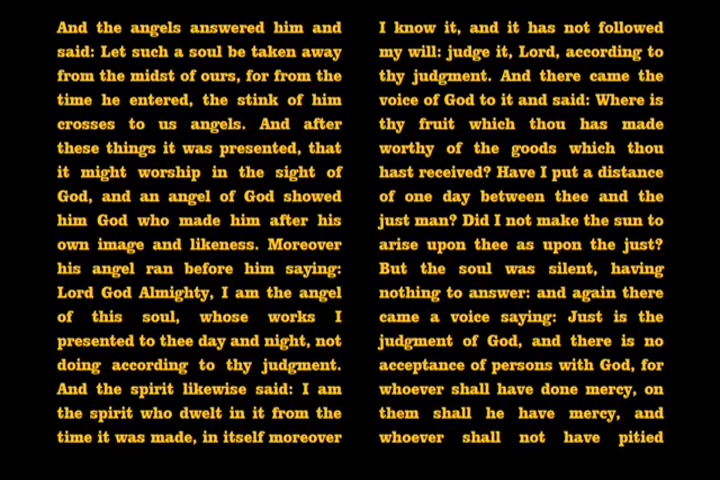 And the angels answered him and
said: Let such a soul be taken away
from the midst of ours, for from the
time he entered, the stink of him
crosses to us angels. And after
these things it was presented, that
it might worship in the sight of
God, and an angel of God showed
him God who made him after his
own image and likeness. Moreover
his angel ran before him saying:
Lord God Almighty, I am the angel
of this soul, whose works I
presented to thee day and night, not
doing according to thy judgment.
And the spirit likewise said: I am
the spirit who dwelt in it from the
time it was made, in itself moreover
I know it, and it has not followed
my will: judge it, Lord, according to
thy judgment. And there came the
voice of God to it and said: Where is
thy fruit which thou has made
worthy of the goods which thou
hast received? Have I put a distance
of one day between thee and the
just man? Did I not make the sun to
arise upon thee as upon the just?
But the soul was silent, having
nothing to answer: and again there
came a voice saying: Just is the
judgment of God, and there is no
acceptance of persons with God, for
whoever shall have done mercy, on
them shall he have mercy, and
whoever shall not have pitied